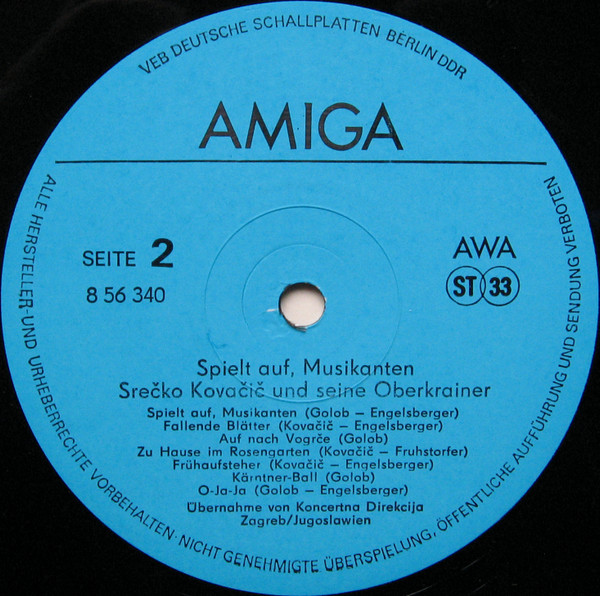 VEB DEUTSCHE SCHALLPLATTEN BERLIN DDR
AMIGA
SEITE 2
8 56 340
AWA
ST 33
Spielt auf, Musikanten
Srečko Kovačič und seine Oberkrainer
Spielt auf, Musikanten (Golob – Engelsberger)
Fallende Blätter (Kovačič – Engelsberger)
Auf nach Vogrče (Golob)
Zu Hause im Rosengarten (Kovačič – Fruhstorfer)
Frühaufsteher (Kovačič – Engelsberger)
Kärntner-Ball (Golob)
O-Ja-Ja (Golob – Engelsberger)
Übernahme von Koncertna Direkcija
Zagreb/Jugoslawien
ALLE HERSTELLER- UND URHEBERRECHTE VORBEHALTEN · NICHT GENEHMIGTE ÜBERSPIELUNG, ÖFFENTLICHE AUFFÜHRUNG UND SENDUNG VERBOTEN